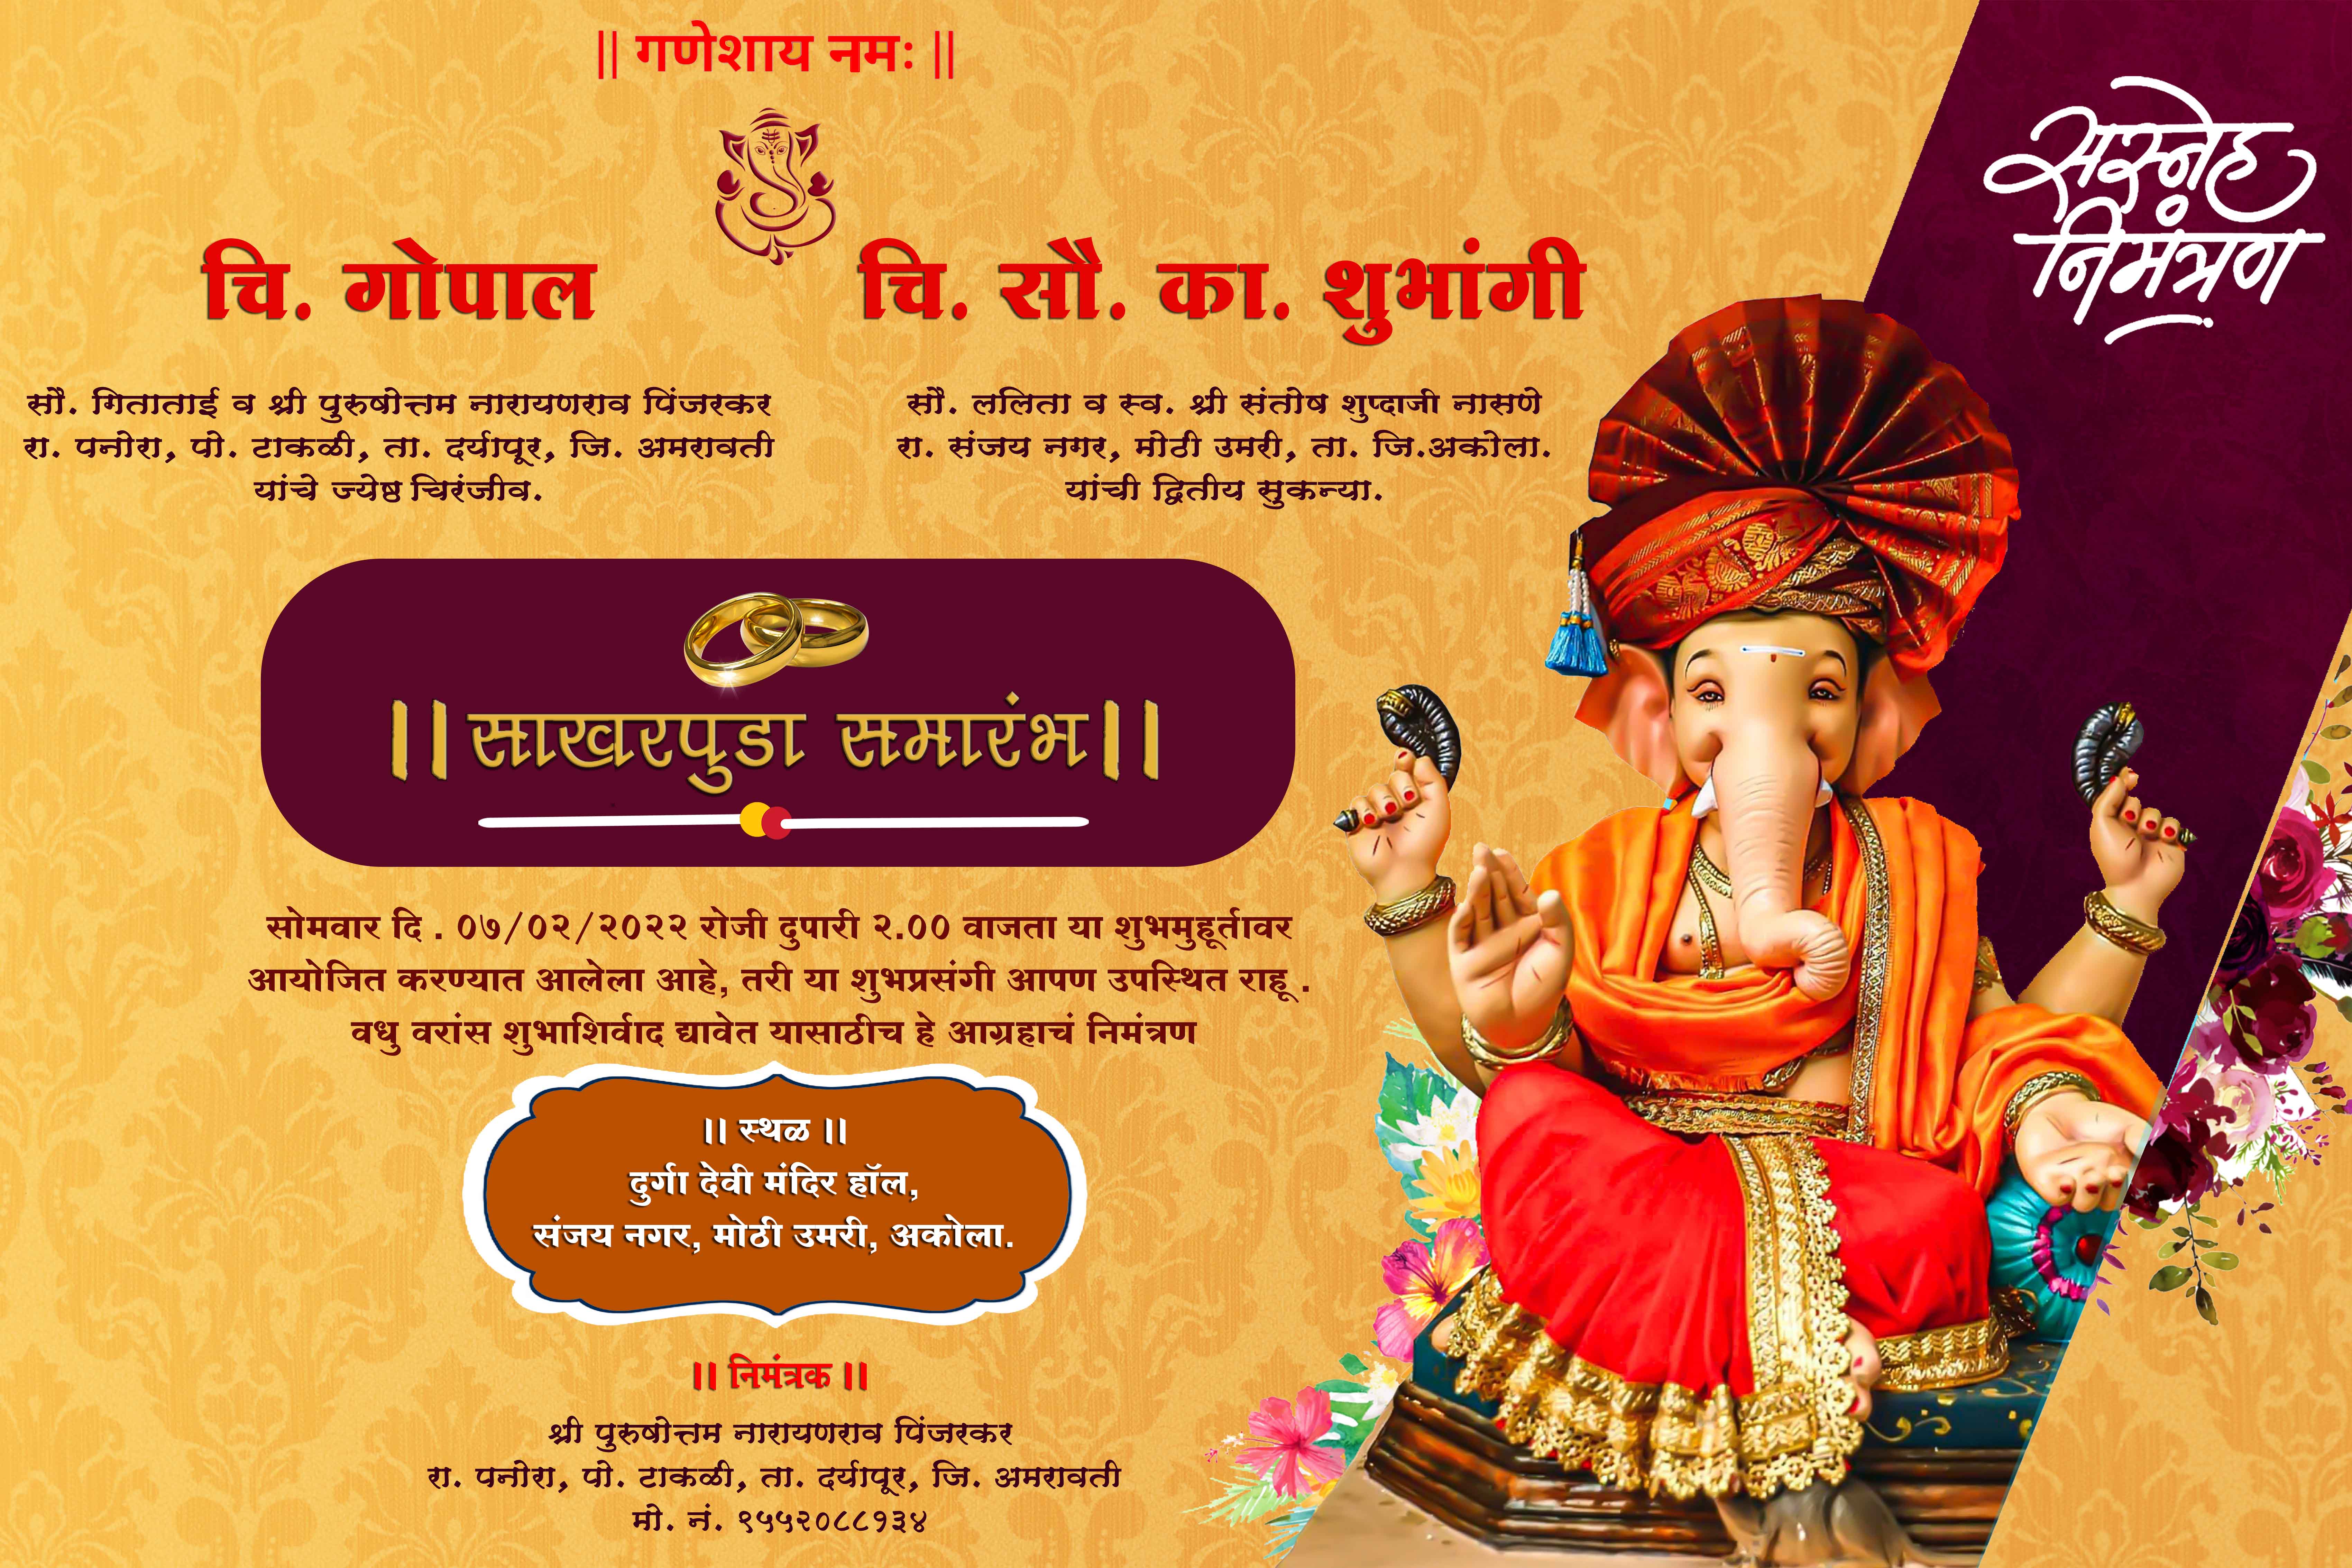 || गणेशाय नमः ||
सस्नेह
निमंत्रण
चि. गोपाल
सौ. गिताताई व श्री पुरुषोत्तम नारायणराव पिंजरकर
रा. पनोरा, पो. टाकळी, ता. दर्यापूर, जि. अमरावती
यांचे ज्येष्ठ चिरंजीव.
चि. सौ. का. शुभांगी
सौ. ललिता व स्व. श्री संतोष शुप्दाजी नासणे
रा. संजय नगर, मोठी उमरी, ता. जि.अकोला.
यांची द्वितीय सुकन्या.
।।साखरपुडा समारंभ।।
सोमवार दि . ०७/०२/२०२२ रोजी दुपारी २.०० वाजता या शुभमुहूर्तावर
आयोजित करण्यात आलेला आहे, तरी या शुभप्रसंगी आपण उपस्थित राहू .
वधु वरांस शुभाशिर्वाद द्यावेत यासाठीच हे आग्रहाचं निमंत्रण
।। स्थळ ।।
दुर्गा देवी मंदिर हॉल,
संजय नगर, मोठी उमरी, अकोला.
।। निमंत्रक ।।
श्री पुरुषोत्तम नारायणराव पिंजरकर
रा. पनोरा, पो. टाकळी, ता. दर्यापूर, जि. अमरावती
मो. नं. ९५५२०८८१३४